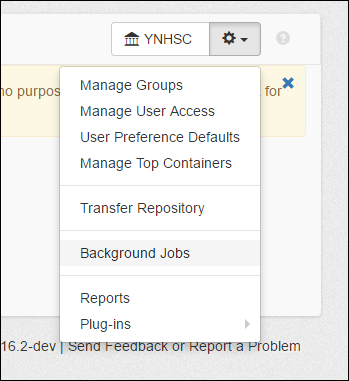 YNHSC
no purpos
for
Manage Groups
Manage User Access
User Preference Defaults
Manage Top Containers
Transfer Repository
Background Jobs
Reports
Plug-ins
16.2-dev | Send Feedback or Report a Problem